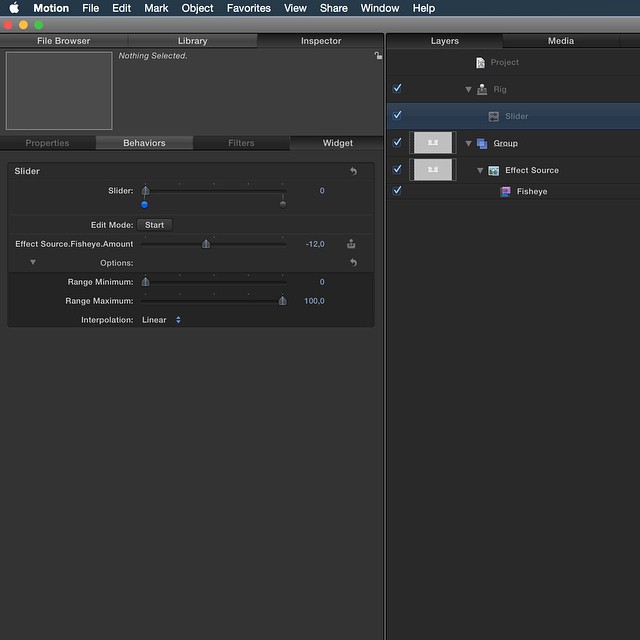 Motion File Edit Mark Object Favorites View Share Window Help
File Browser Library Inspector
Nothing Selected.
Properties Behaviors Filters Widget
Slider
Slider: 0
Edit Mode: Start
Effect Source.Fisheye.Amount -12,0
Options:
Range Minimum: 0
Range Maximum: 100,0
Interpolation: Linear
Layers Media
Project
Rig
Slider
Group
Effect Source
Fisheye